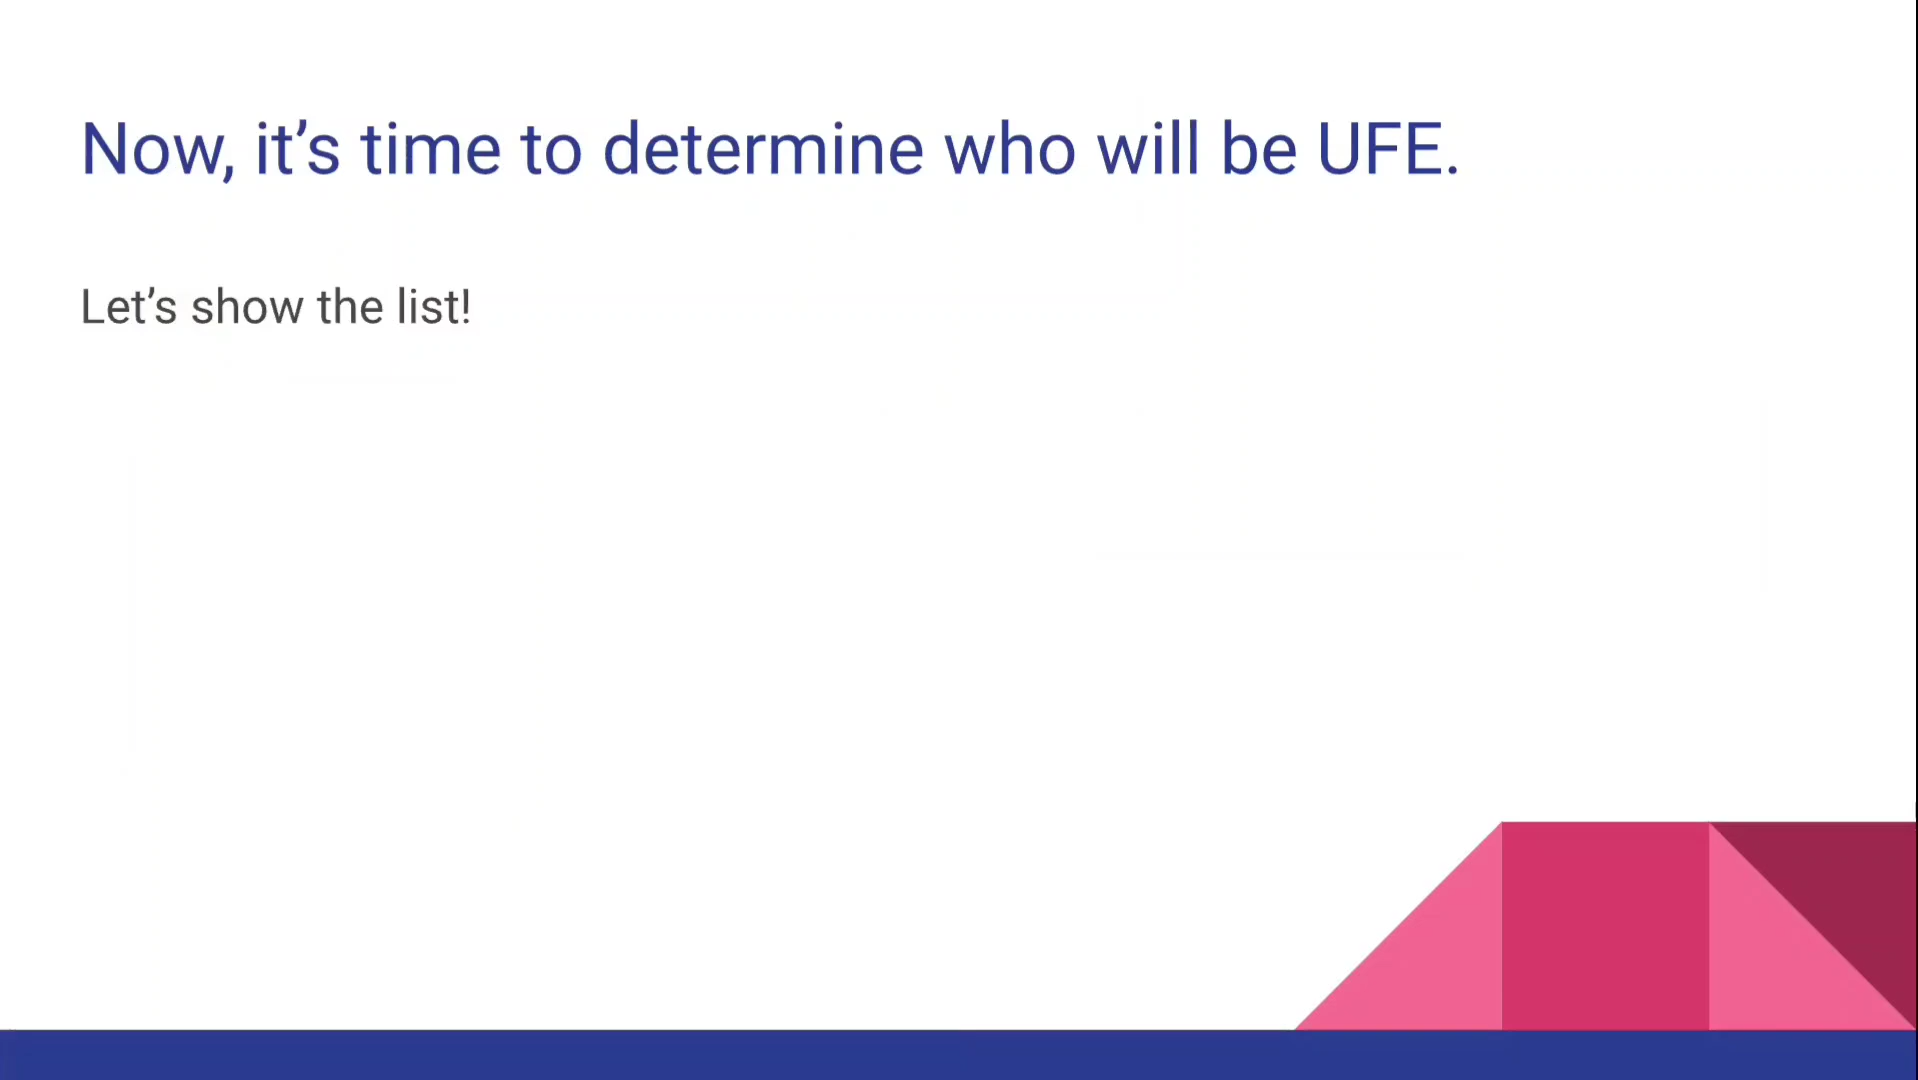 Now, it’s time to determine who will be UFE.
Let’s show the list!